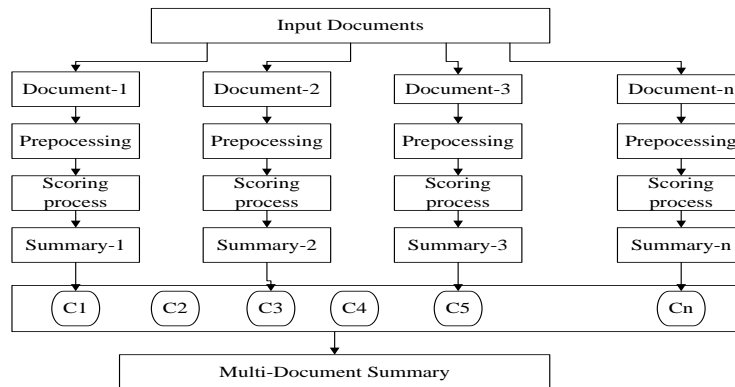 Input Documents
Document-1
Document-2
Document-3
Document-n
Prepocessing
Prepocessing
Prepocessing
Prepocessing
Scoring
process
Scoring
process
Scoring
process
Scoring
process
Summary-1
Summary-2
Summary-3
Summary-n
C1
C2
C3
C4
C5
Cn
Multi-Document Summary